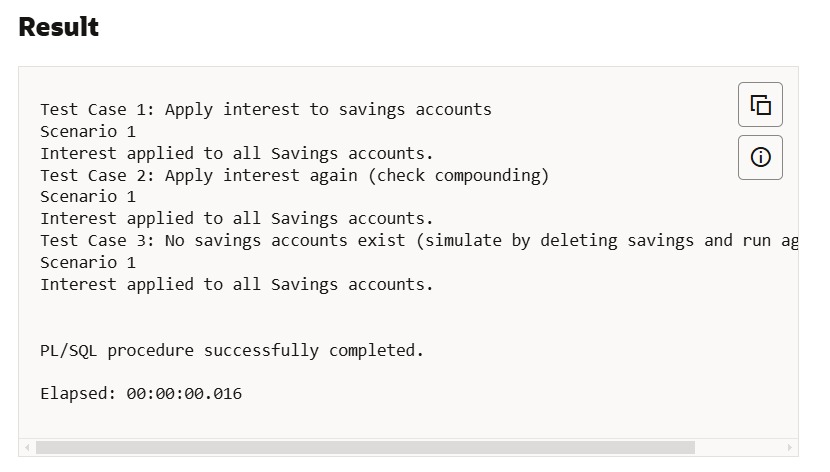 Result
Test Case 1: Apply interest to savings accounts
Scenario 1
Interest applied to all Savings accounts.
Test Case 2: Apply interest again (check compounding)
Scenario 1
Interest applied to all Savings accounts.
Test Case 3: No savings accounts exist (simulate by deleting savings and run ag
Scenario 1
Interest applied to all Savings accounts.
PL/SQL procedure successfully completed.
Elapsed: 00:00:00.016